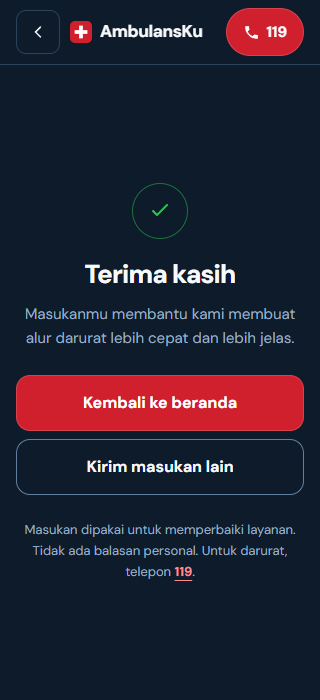 AmbulansKu
119
Terima kasih
Masukanmu membantu kami membuat
alur darurat lebih cepat dan lebih jelas.
Kembali ke beranda
Kirim masukan lain
Masukan dipakai untuk memperbaiki layanan.
Tidak ada balasan personal. Untuk darurat,
telepon 119.